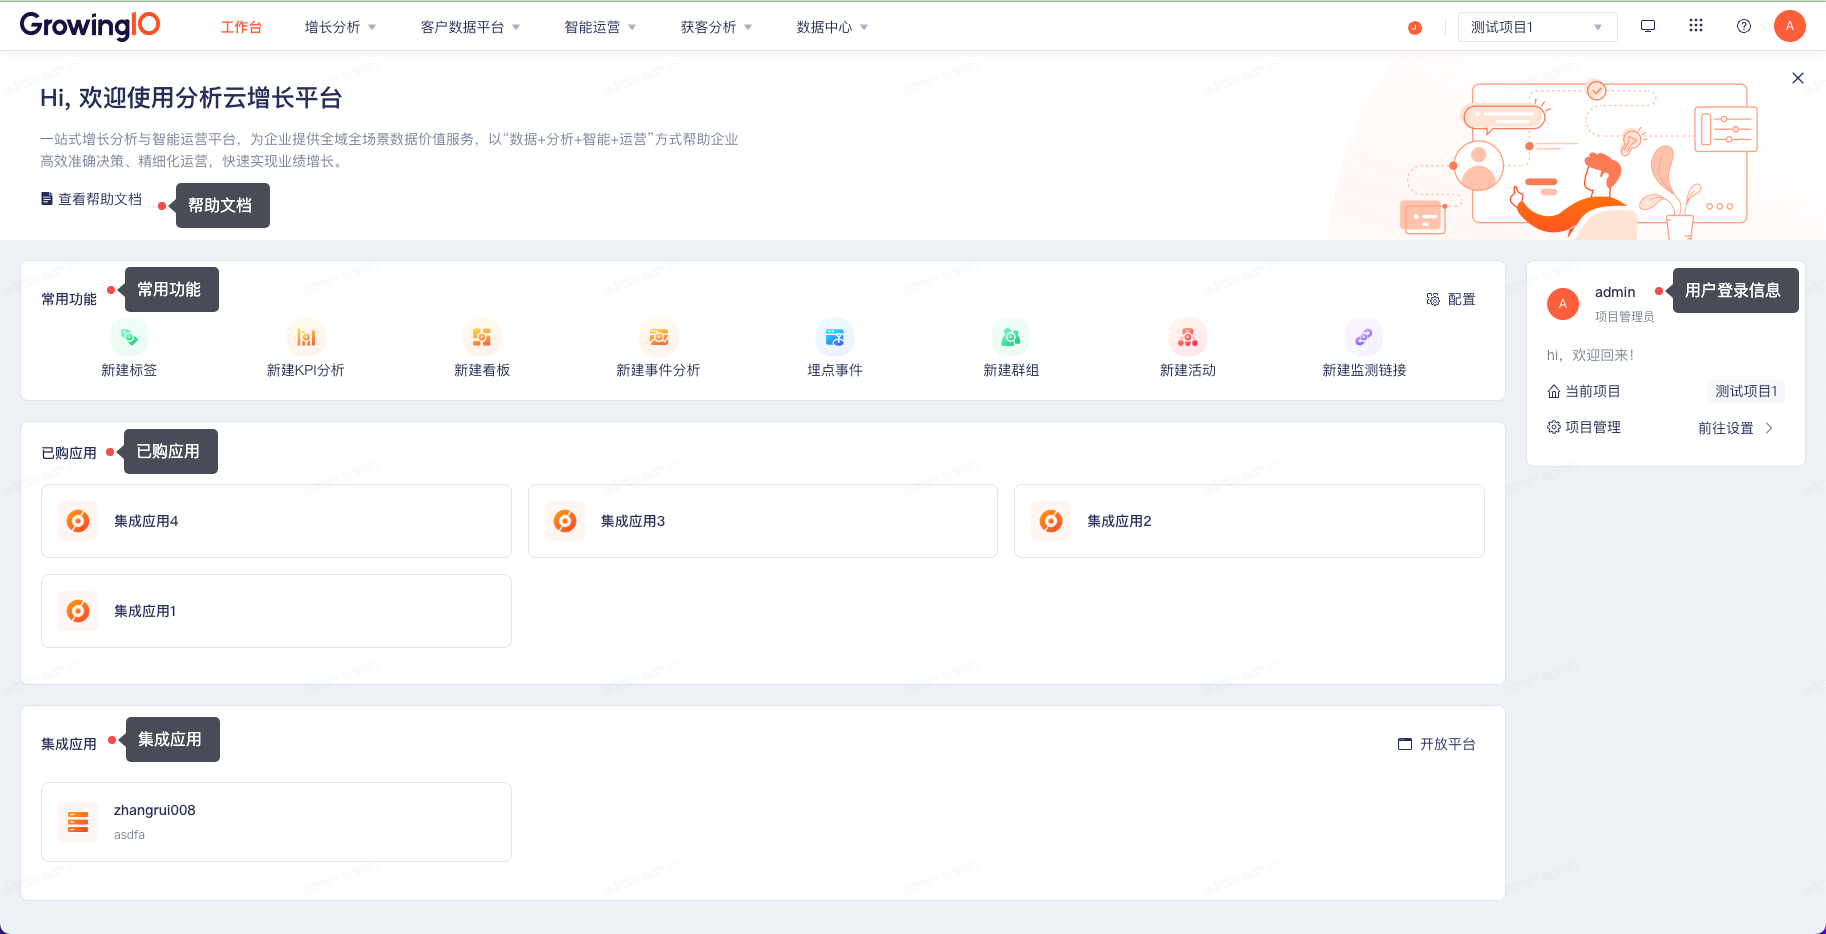 GrowingIO
工作台
增长分析
客户数据平台
智能运营
获客分析
数据中心
测试项目1
A
Hi, 欢迎使用分析云增长平台
一站式增长分析与智能运营平台，为企业提供全域全场景数据价值服务，以“数据+分析+智能+运营”方式帮助企业
高效准确决策、精细化运营，快速实现业绩增长。
查看帮助文档
帮助文档
常用功能
常用功能
配置
新建标签
新建KPI分析
新建看板
新建事件分析
埋点事件
新建群组
新建活动
新建监测链接
A
admin
项目管理员
用户登录信息
hi，欢迎回来！
当前项目
测试项目1
项目管理
前往设置
已购应用
已购应用
集成应用4
集成应用3
集成应用2
集成应用1
集成应用
集成应用
开放平台
zhangrui008
asdfa
admin admin